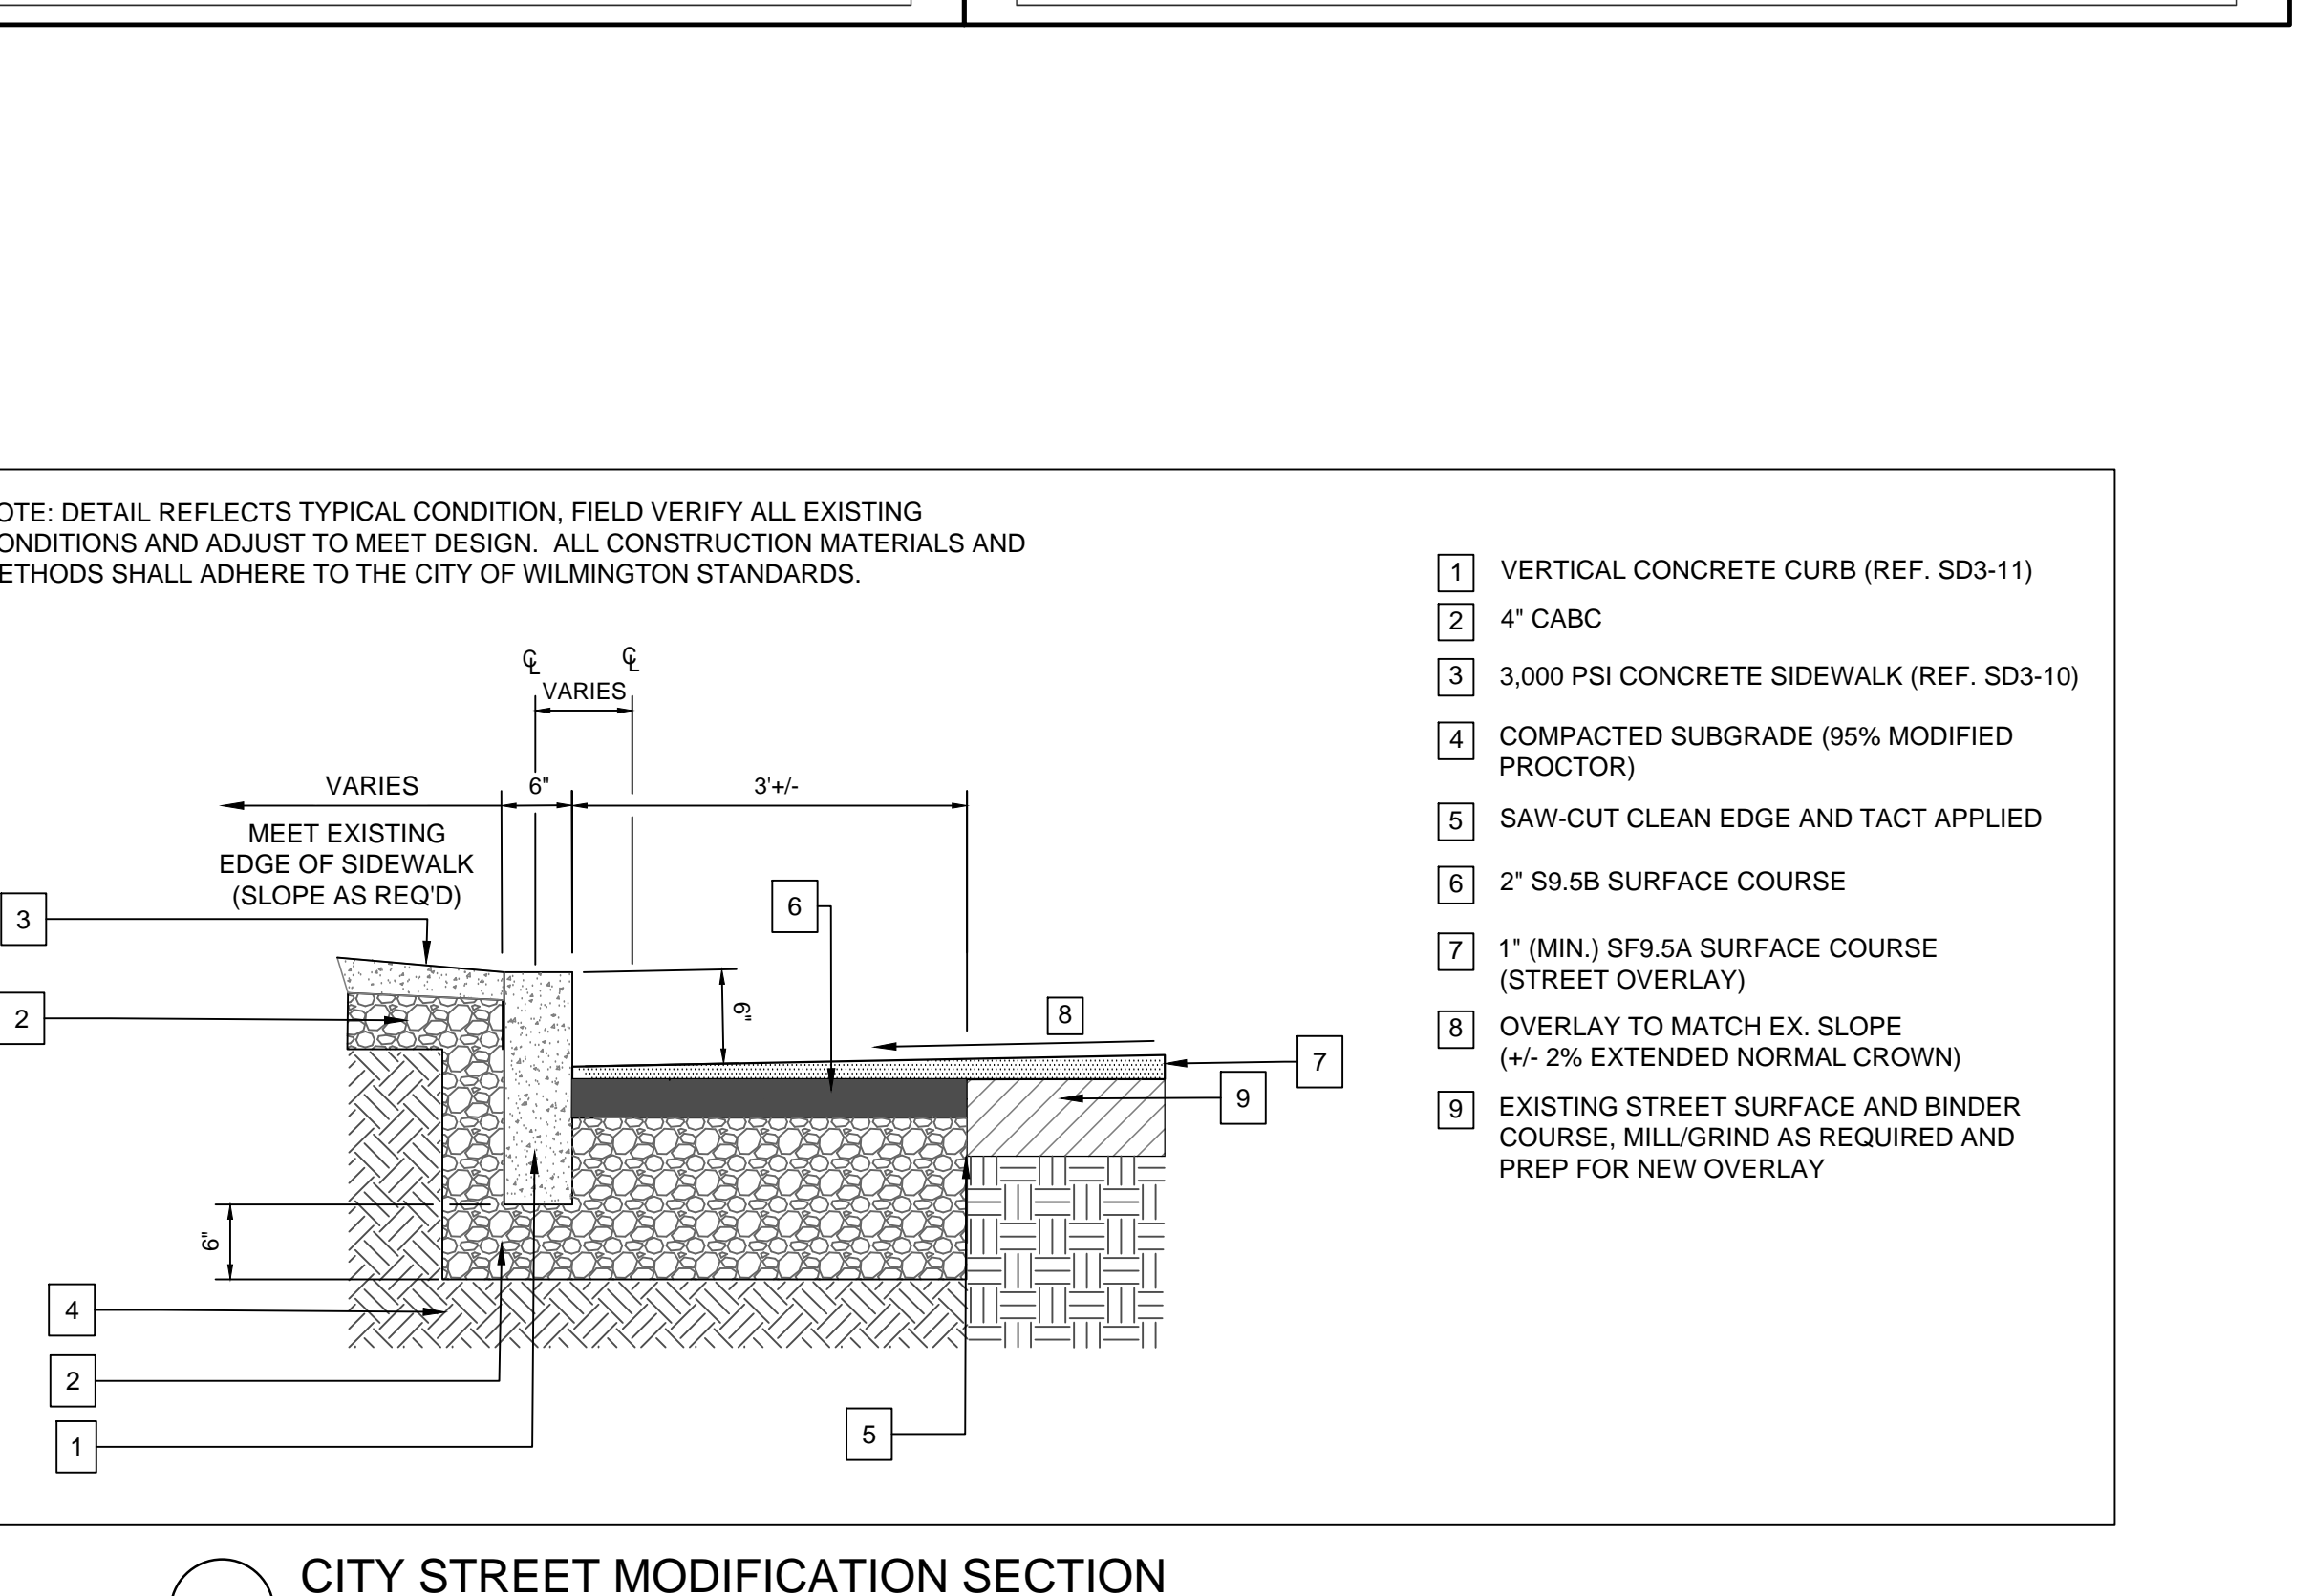 OTE: DETAIL REFLECTS TYPICAL CONDITION, FIELD VERIFY ALL EXISTING
ONDITIONS AND ADJUST TO MEET DESIGN.  ALL CONSTRUCTION MATERIALS AND
ETHODS SHALL ADHERE TO THE CITY OF WILMINGTON STANDARDS.
℄ ℄
VARIES
VARIES 6" 3'+/-
MEET EXISTING
EDGE OF SIDEWALK
(SLOPE AS REQ'D)
3
6
2
6"
8
7
9
6"
4
2
1
5
1 VERTICAL CONCRETE CURB (REF. SD3-11)
2 4" CABC
3 3,000 PSI CONCRETE SIDEWALK (REF. SD3-10)
4 COMPACTED SUBGRADE (95% MODIFIED
PROCTOR)
5 SAW-CUT CLEAN EDGE AND TACT APPLIED
6 2" S9.5B SURFACE COURSE
7 1" (MIN.) SF9.5A SURFACE COURSE
(STREET OVERLAY)
8 OVERLAY TO MATCH EX. SLOPE
(+/- 2% EXTENDED NORMAL CROWN)
9 EXISTING STREET SURFACE AND BINDER
COURSE, MILL/GRIND AS REQUIRED AND
PREP FOR NEW OVERLAY
CITY STREET MODIFICATION SECTION